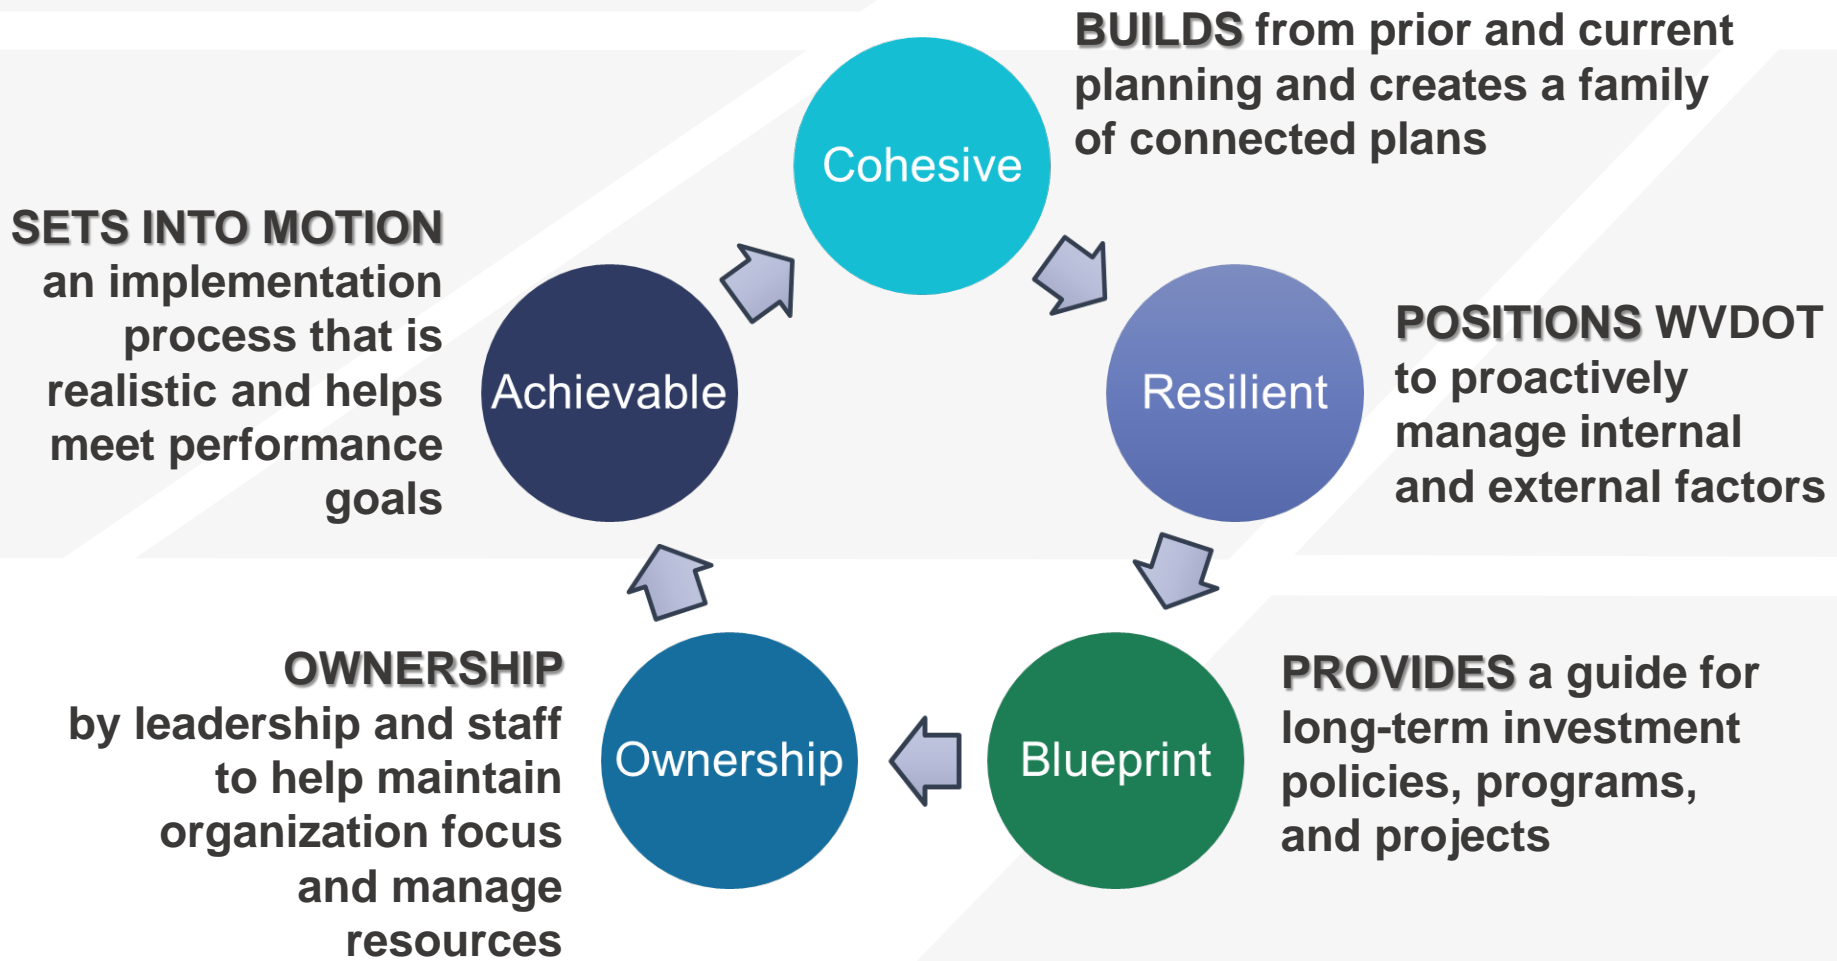 BUILDS from prior and current
planning and creates a family
of connected plans
Cohesive
SETS INTO MOTION
an implementation
process that is
realistic and helps
meet performance
goals
Achievable
Resilient
POSITIONS WVDOT
to proactively
manage internal
and external factors
OWNERSHIP
by leadership and staff
to help maintain
organization focus
and manage
resources
Ownership
Blueprint
PROVIDES a guide for
long-term investment
policies, programs,
and projects